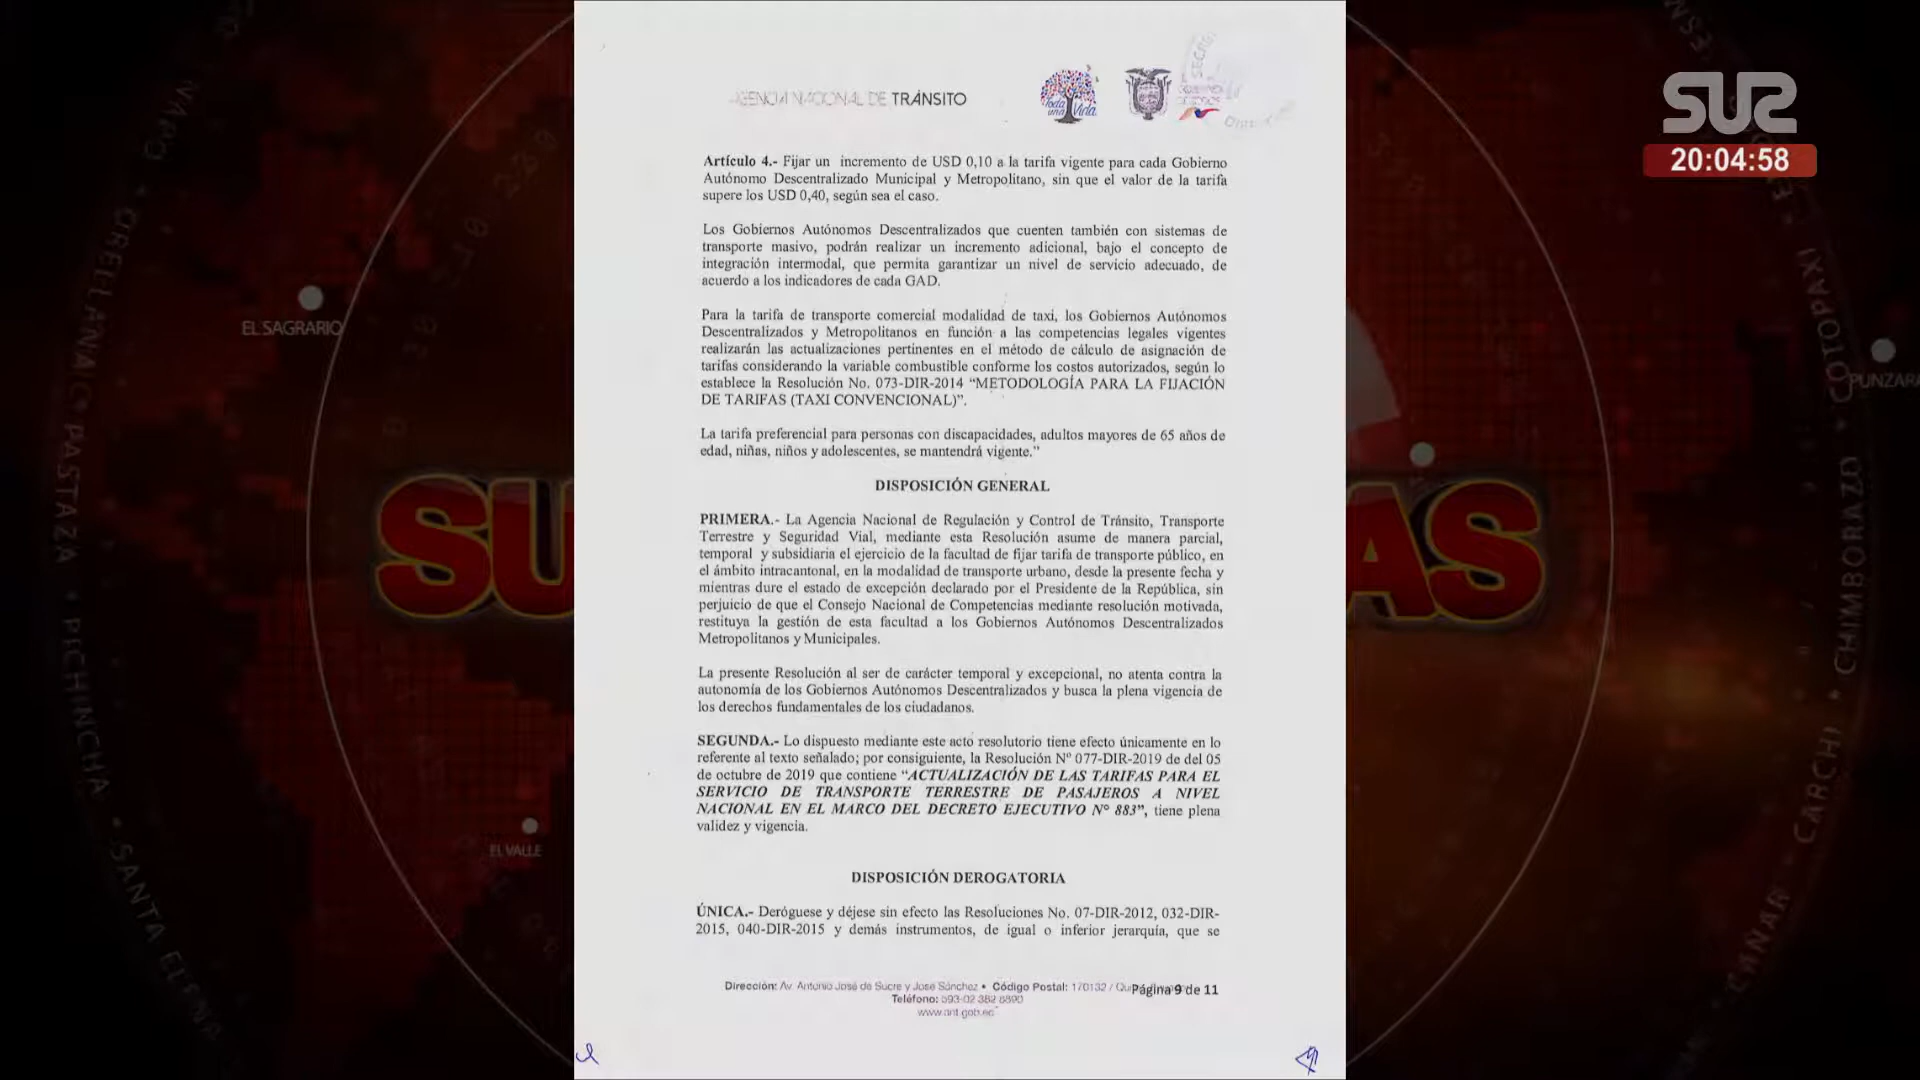 AGENCIA NACIONAL DE TRÁNSITO
Toda una Vida
SUR
20:04:58
Artículo 4.- Fijar un incremento de USD 0,10 a la tarifa vigente para cada Gobierno
Autónomo Descentralizado Municipal y Metropolitano, sin que el valor de la tarifa
supere los USD 0,40, según sea el caso.
Los Gobiernos Autónomos Descentralizados que cuenten también con sistemas de
transporte masivo, podrán realizar un incremento adicional, bajo el concepto de
integración intermodal, que permita garantizar un nivel de servicio adecuado, de
acuerdo a los indicadores de cada GAD.
Para la tarifa de transporte comercial modalidad de taxi, los Gobiernos Autónomos
Descentralizados y Metropolitanos en función a las competencias legales vigentes
realizarán las actualizaciones pertinentes en el método de cálculo de asignación de
tarifas considerando la variable combustible conforme los costos autorizados, según lo
establece la Resolución No. 073-DIR-2014 “METODOLOGÍA PARA LA FIJACIÓN
DE TARIFAS (TAXI CONVENCIONAL)”.
La tarifa preferencial para personas con discapacidades, adultos mayores de 65 años de
edad, niñas, niños y adolescentes, se mantendrá vigente.”
DISPOSICIÓN GENERAL
PRIMERA.- La Agencia Nacional de Regulación y Control de Tránsito, Transporte
Terrestre y Seguridad Vial, mediante esta Resolución asume de manera parcial,
temporal y subsidiaria el ejercicio de la facultad de fijar tarifa de transporte público, en
el ámbito intracantonal, en la modalidad de transporte urbano, desde la presente fecha y
mientras dure el estado de excepción declarado por el Presidente de la República, sin
perjuicio de que el Consejo Nacional de Competencias mediante resolución motivada,
restituya la gestión de esta facultad a los Gobiernos Autónomos Descentralizados
Metropolitanos y Municipales.
La presente Resolución al ser de carácter temporal y excepcional, no atenta contra la
autonomía de los Gobiernos Autónomos Descentralizados y busca la plena vigencia de
los derechos fundamentales de los ciudadanos.
SEGUNDA.- Lo dispuesto mediante este acto resolutorio tiene efecto únicamente en lo
referente al texto señalado; por consiguiente, la Resolución Nº 077-DIR-2019 de del 05
de octubre de 2019 que contiene “ACTUALIZACIÓN DE LAS TARIFAS PARA EL
SERVICIO DE TRANSPORTE TERRESTRE DE PASAJEROS A NIVEL
NACIONAL EN EL MARCO DEL DECRETO EJECUTIVO Nº 883”, tiene plena
validez y vigencia.
DISPOSICIÓN DEROGATORIA
ÚNICA.- Deróguese y déjese sin efecto las Resoluciones No. 07-DIR-2012, 032-DIR-
2015, 040-DIR-2015 y demás instrumentos, de igual o inferior jerarquía, que se
Dirección: Av. Antonio José de Sucre y José Sánchez • Código Postal: 170132 / Página 9 de 11
Teléfono: 593-02 382 8890
www.ant.gob.ec
EL SAGRARIO
EL VALLE
PUNZARA
NAPO • ORELLANA • PASTAZA • PICHINCHA • SANTA ELENA
COTOPAXI • CHIMBORAZO • CARCHI • CAÑAR
SU
AS